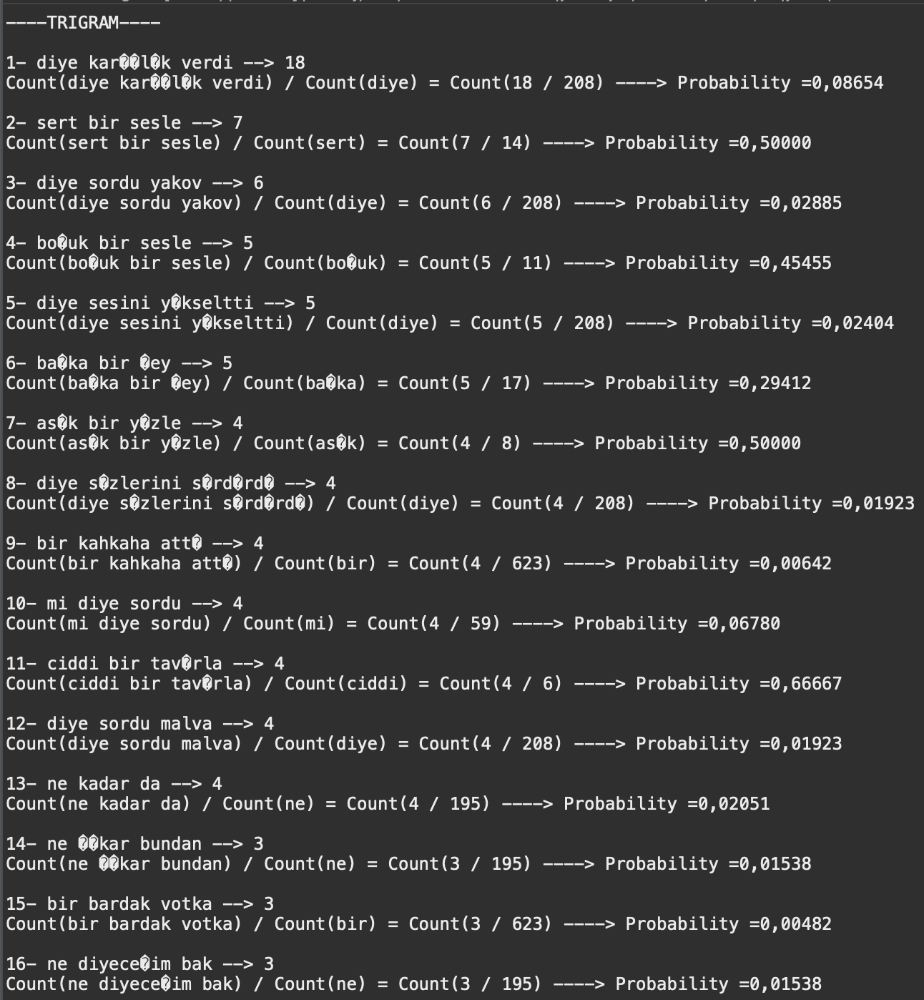 ----TRIGRAM----
1- diye kar��l�k verdi --> 18
Count(diye kar��l�k verdi) / Count(diye) = Count(18 / 208) ----> Probability =0,08654
2- sert bir sesle --> 7
Count(sert bir sesle) / Count(sert) = Count(7 / 14) ----> Probability =0,50000
3- diye sordu yakov --> 6
Count(diye sordu yakov) / Count(diye) = Count(6 / 208) ----> Probability =0,02885
4- bo�uk bir sesle --> 5
Count(bo�uk bir sesle) / Count(bo�uk) = Count(5 / 11) ----> Probability =0,45455
5- diye sesini y�kseltti --> 5
Count(diye sesini y�kseltti) / Count(diye) = Count(5 / 208) ----> Probability =0,02404
6- ba�ka bir �ey --> 5
Count(ba�ka bir �ey) / Count(ba�ka) = Count(5 / 17) ----> Probability =0,29412
7- as�k bir y�zle --> 4
Count(as�k bir y�zle) / Count(as�k) = Count(4 / 8) ----> Probability =0,50000
8- diye s�zlerini s�rd�rd� --> 4
Count(diye s�zlerini s�rd�rd�) / Count(diye) = Count(4 / 208) ----> Probability =0,01923
9- bir kahkaha att� --> 4
Count(bir kahkaha att�) / Count(bir) = Count(4 / 623) ----> Probability =0,00642
10- mi diye sordu --> 4
Count(mi diye sordu) / Count(mi) = Count(4 / 59) ----> Probability =0,06780
11- ciddi bir tav�rla --> 4
Count(ciddi bir tav�rla) / Count(ciddi) = Count(4 / 6) ----> Probability =0,66667
12- diye sordu malva --> 4
Count(diye sordu malva) / Count(diye) = Count(4 / 208) ----> Probability =0,01923
13- ne kadar da --> 4
Count(ne kadar da) / Count(ne) = Count(4 / 195) ----> Probability =0,02051
14- ne ��kar bundan --> 3
Count(ne ��kar bundan) / Count(ne) = Count(3 / 195) ----> Probability =0,01538
15- bir bardak votka --> 3
Count(bir bardak votka) / Count(bir) = Count(3 / 623) ----> Probability =0,00482
16- ne diyece�im bak --> 3
Count(ne diyece�im bak) / Count(ne) = Count(3 / 195) ----> Probability =0,01538